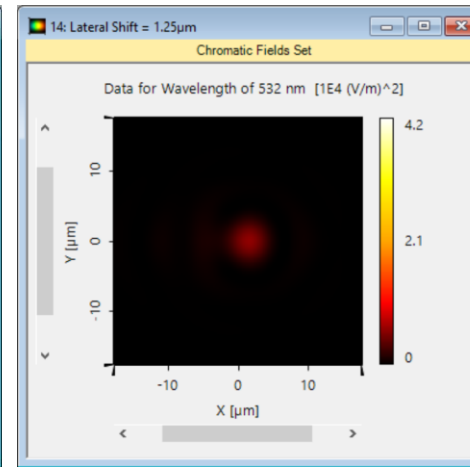 14: Lateral Shift = 1.25µm
Chromatic Fields Set
Data for Wavelength of 532 nm  [1E4 (V/m)^2]
4.2
2.1
0
10
0
-10
Y [µm]
-10 0 10
X [µm]